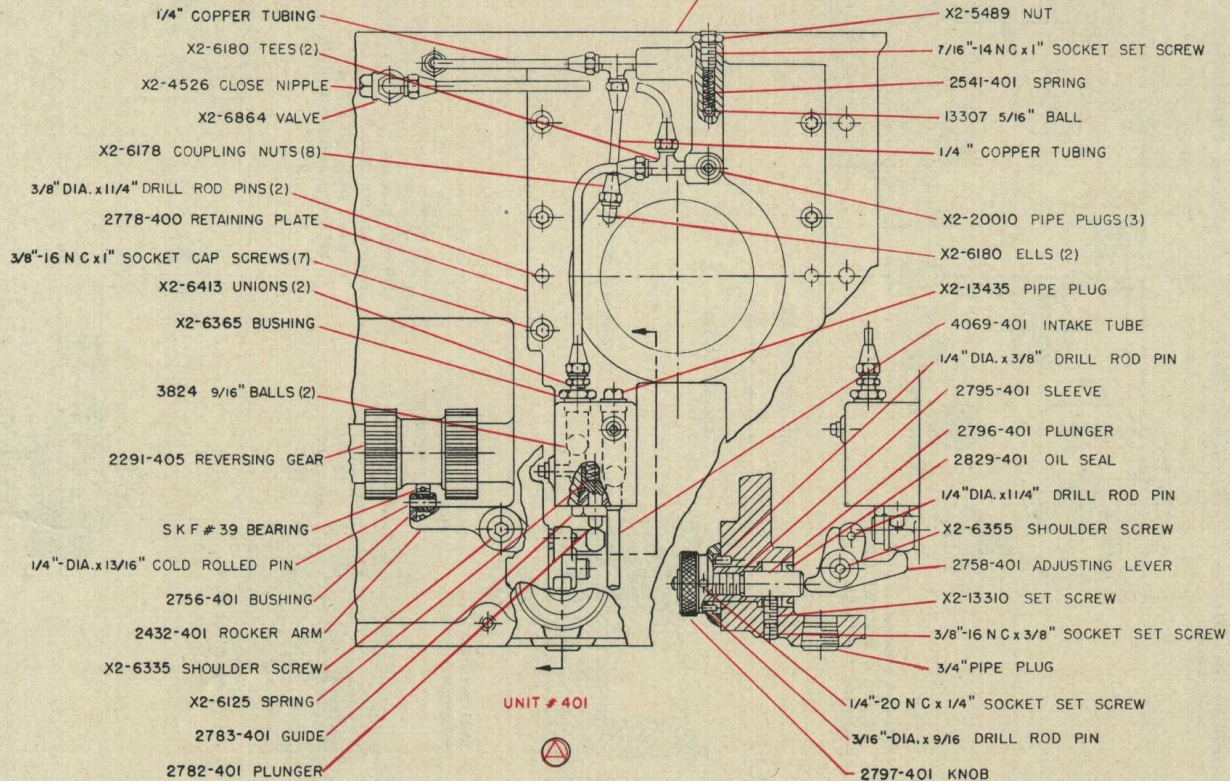 1/4" COPPER TUBING
X2-6180 TEES (2)
X2-4526 CLOSE NIPPLE
X2-6864 VALVE
X2-6178 COUPLING NUTS (8)
3/8" DIA. x 1 1/4" DRILL ROD PINS (2)
2778-400 RETAINING PLATE
3/8"-16 N C x 1" SOCKET CAP SCREWS (7)
X2-6413 UNIONS (2)
X2-6365 BUSHING
3824 9/16" BALLS (2)
2291-405 REVERSING GEAR
S K F # 39 BEARING
1/4"-DIA. x 13/16" COLD ROLLED PIN
2756-401 BUSHING
2432-401 ROCKER ARM
X2-6335 SHOULDER SCREW
X2-6125 SPRING
2783-401 GUIDE
2782-401 PLUNGER
UNIT # 401
X2-5489 NUT
7/16"-14 N C x 1" SOCKET SET SCREW
2541-401 SPRING
13307 5/16" BALL
1/4" COPPER TUBING
X2-20010 PIPE PLUGS (3)
X2-6180 ELLS (2)
X2-13435 PIPE PLUG
4069-401 INTAKE TUBE
1/4" DIA. x 3/8" DRILL ROD PIN
2795-401 SLEEVE
2796-401 PLUNGER
2829-401 OIL SEAL
1/4" DIA. x 1 1/4" DRILL ROD PIN
X2-6355 SHOULDER SCREW
2758-401 ADJUSTING LEVER
X2-13310 SET SCREW
3/8"-16 N C x 3/8" SOCKET SET SCREW
3/4" PIPE PLUG
1/4"-20 N C x 1/4" SOCKET SET SCREW
3/16"-DIA. x 9/16 DRILL ROD PIN
2797-401 KNOB